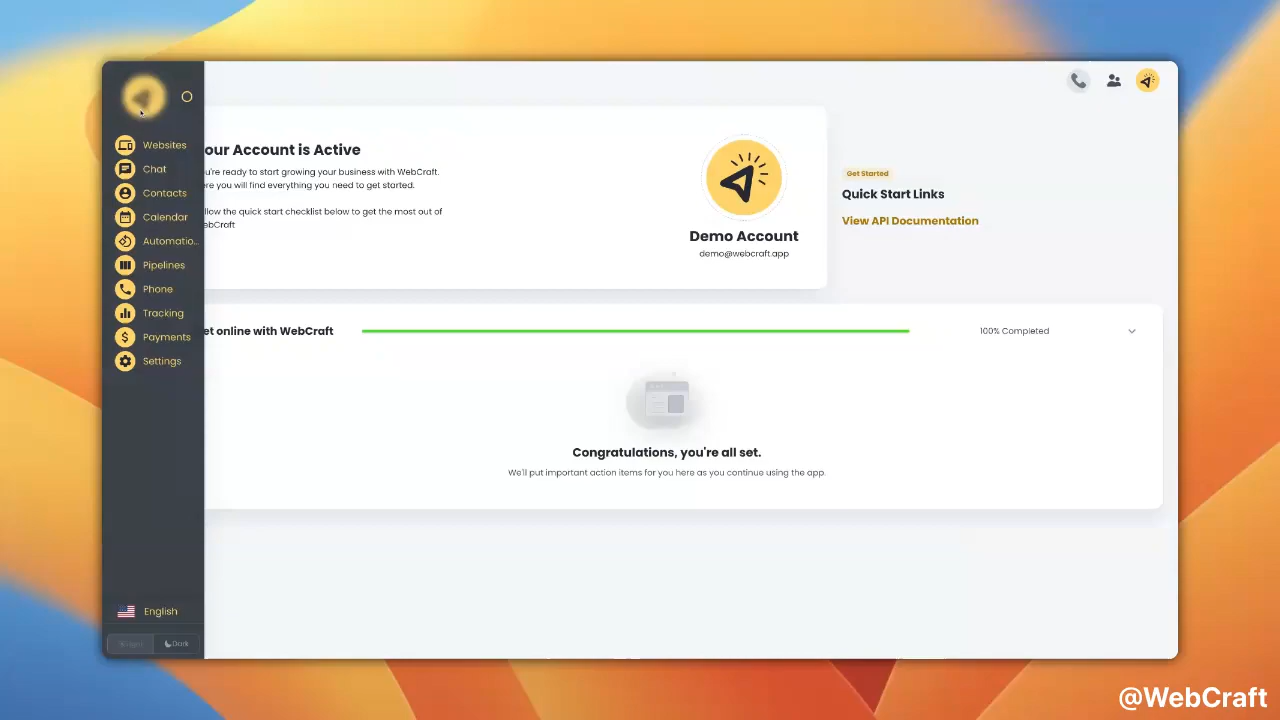 Websites
Chat
Contacts
Calendar
Automatio...
Pipelines
Phone
Tracking
Payments
Settings
English
Dark
our Account is Active
u're ready to start growing your business with WebCraft.
ere you will find everything you need to get started.
llow the quick start checklist below to get the most out of
ebCraft
Demo Account
demo@webcraft.app
Get Started
Quick Start Links
View API Documentation
et online with WebCraft
100% Completed
Congratulations, you're all set.
We'll put important action items for you here as you continue using the app.
@WebCraft